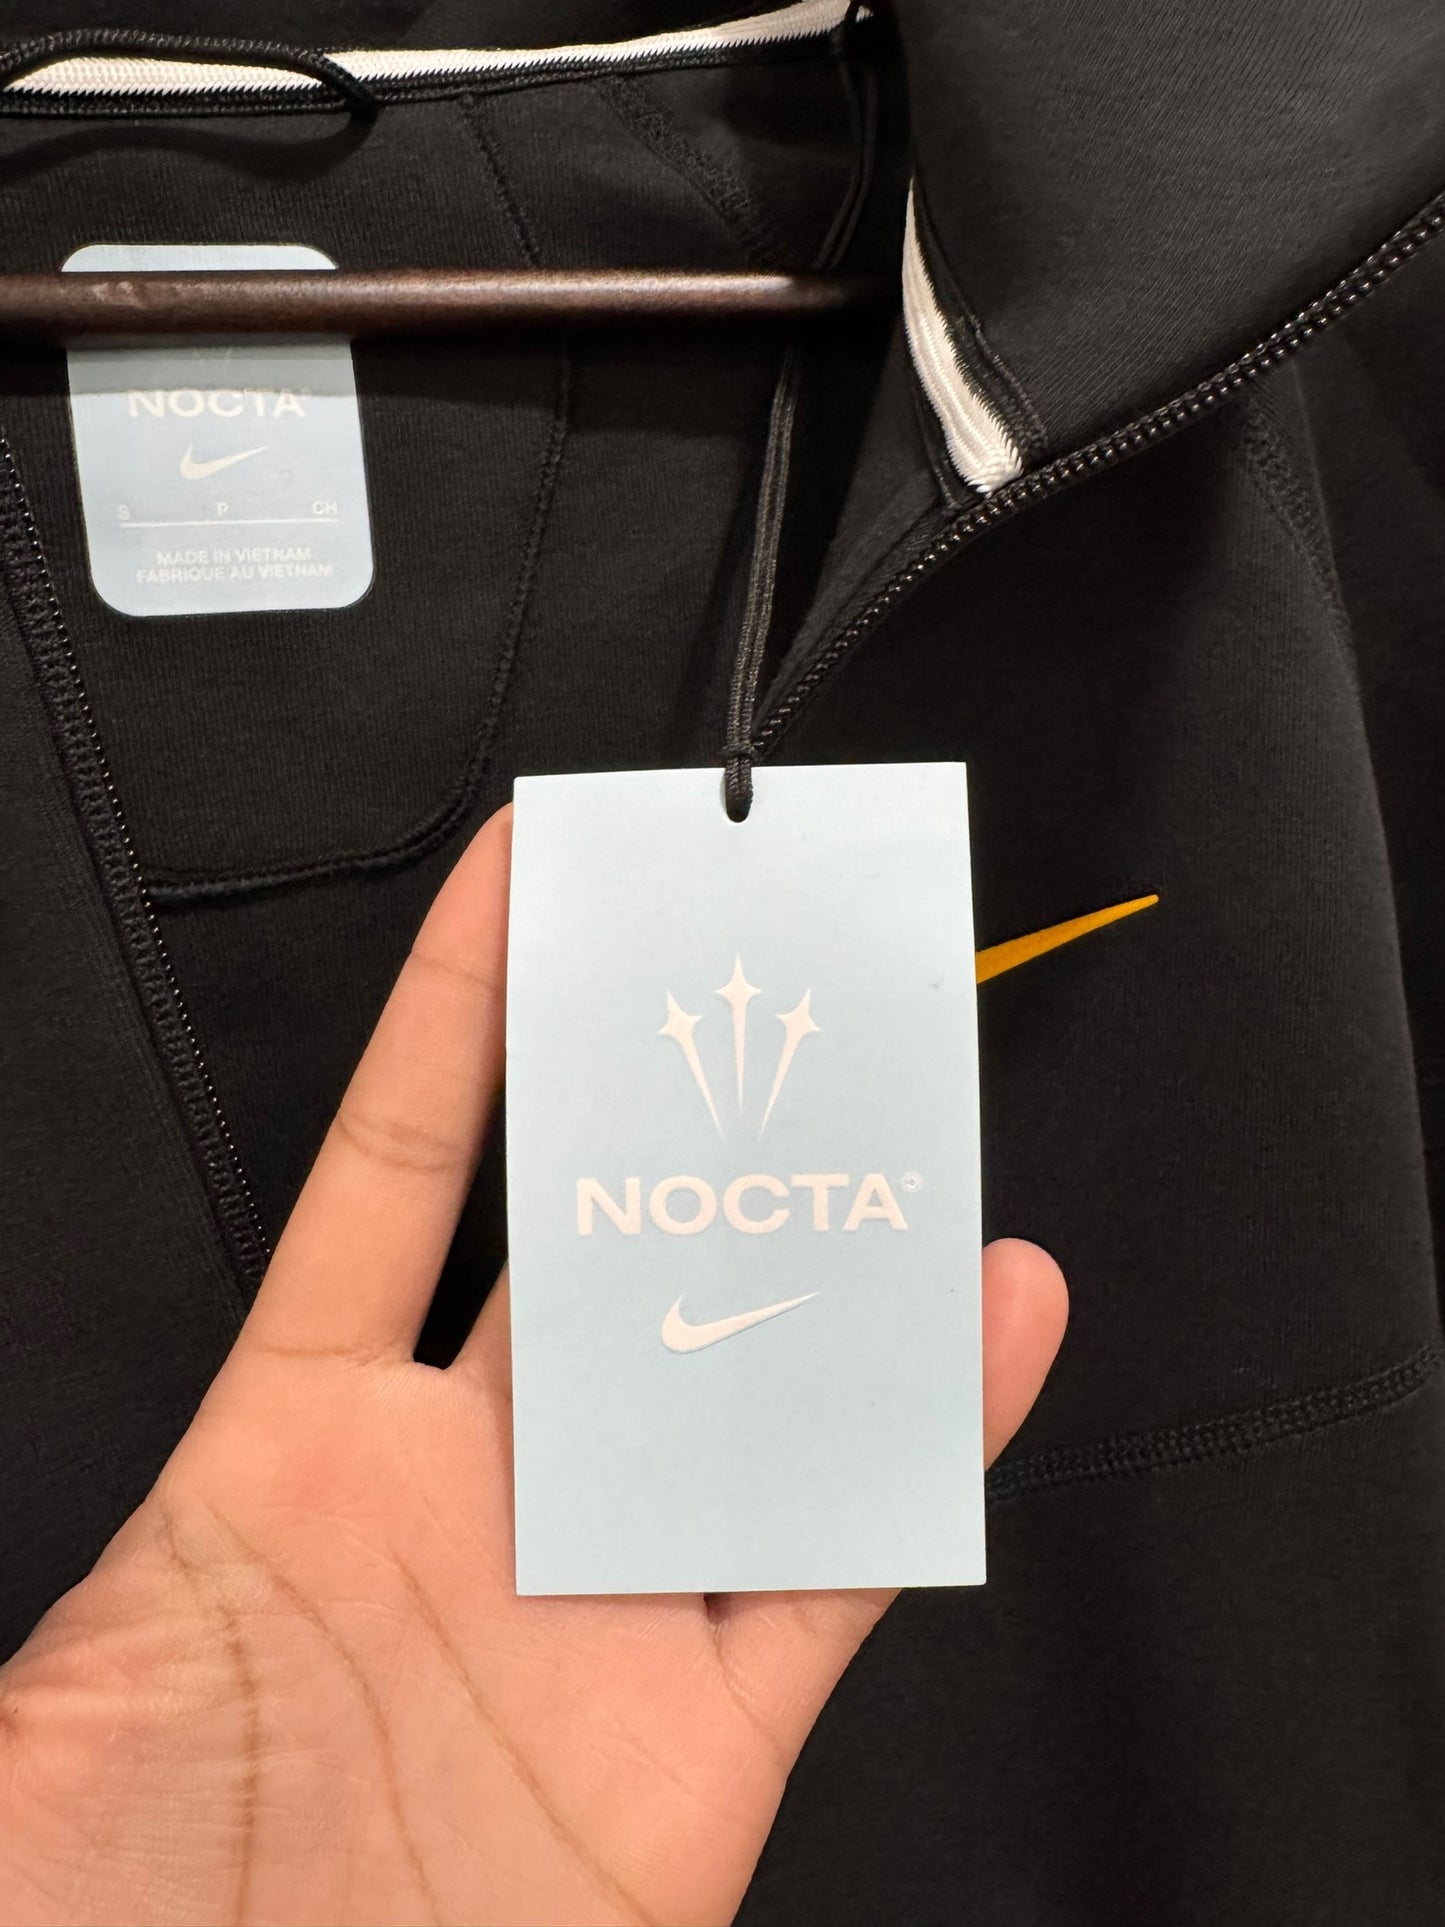 NOCTA®
S P CH
MADE IN VIETNAM
FABRIQUE AU VIETNAM
NOCTA®